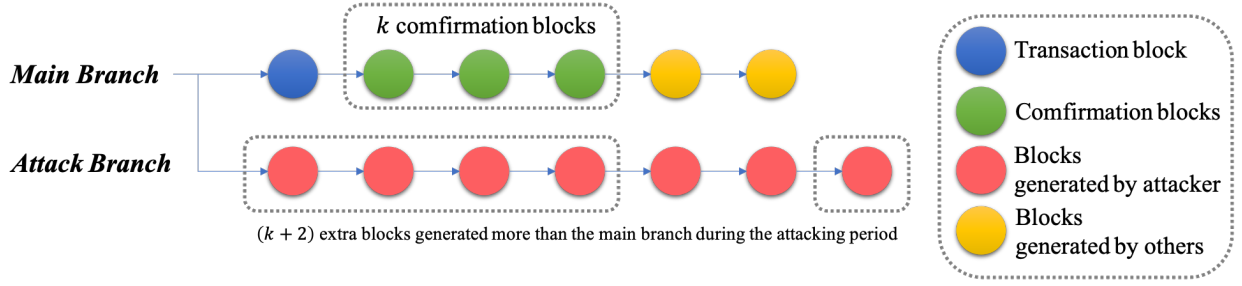 k comfirmation blocks
Main Branch
Attack Branch
(k + 2) extra blocks generated more than the main branch during the attacking period
Transaction block
Comfirmation blocks
Blocks
generated by attacker
Blocks
generated by others